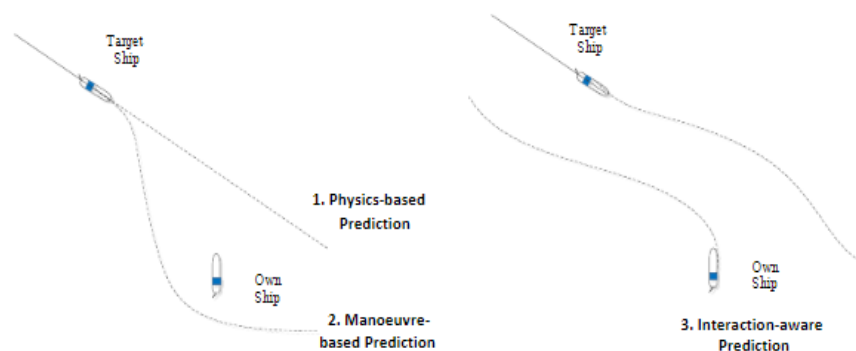 Target
Ship
1. Physics-based
Prediction
Own
Ship
2. Manoeuvre-
based Prediction
Target
Ship
Own
Ship
3. Interaction-aware
Prediction